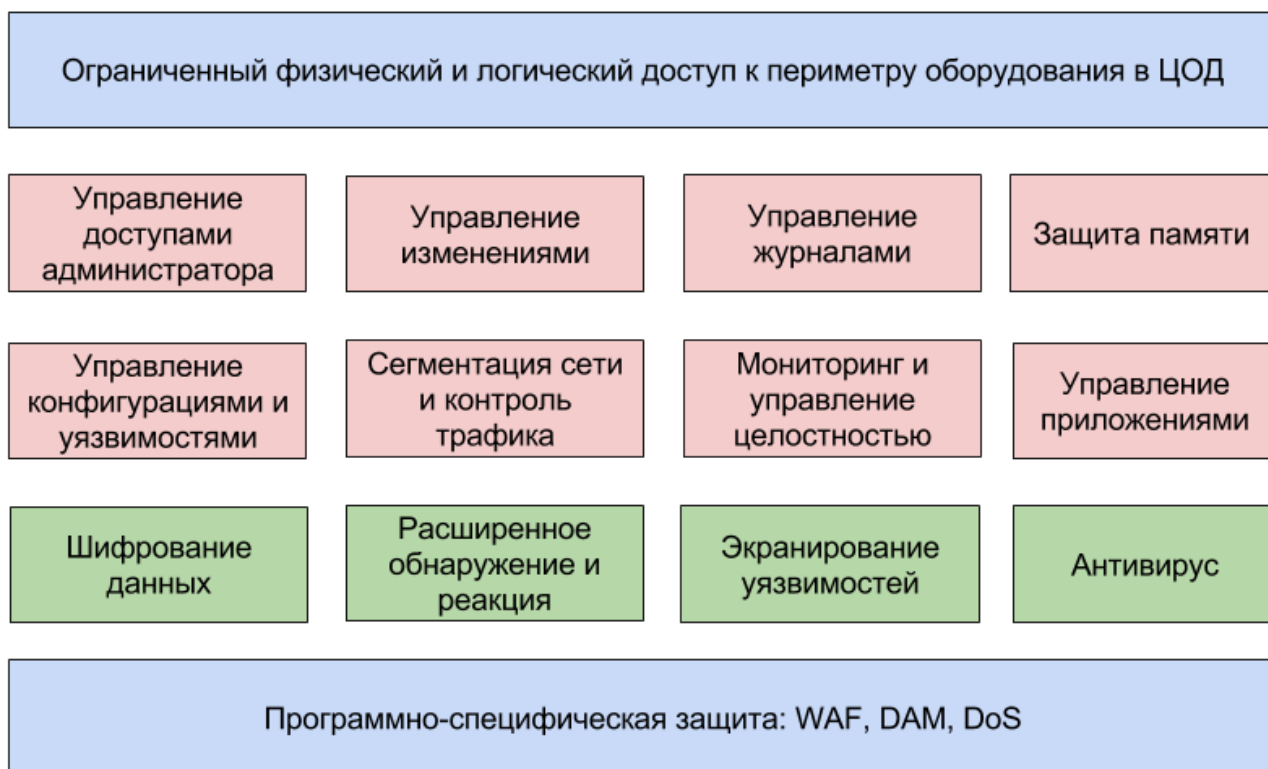 Ограниченный физический и логический доступ к периметру оборудования в ЦОД
Управление
доступами
администратора
Управление
изменениями
Управление
журналами
Защита памяти
Управление
конфигурациями и
уязвимостями
Сегментация сети
и контроль
трафика
Мониторинг и
управление
целостностью
Управление
приложениями
Шифрование
данных
Расширенное
обнаружение и
реакция
Экранирование
уязвимостей
Антивирус
Программно-специфическая защита: WAF, DAM, DoS